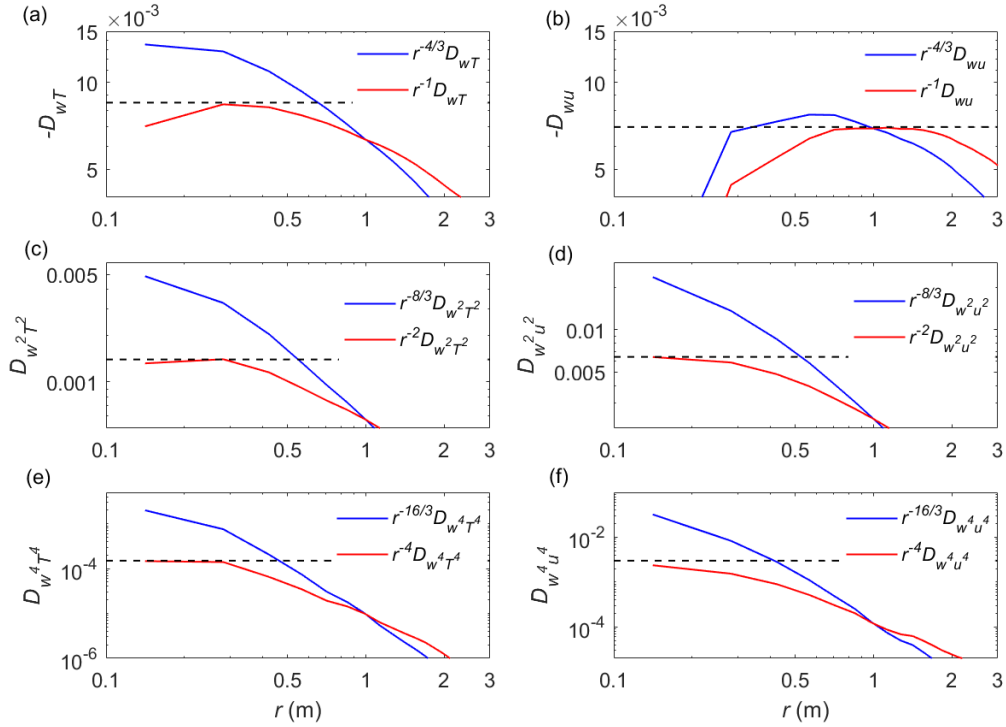 (a)
×10⁻³
15
10
5
-D_wT
r^-4/3 D_wT
r^-1 D_wT
0.1
0.5
1
2
3
(b)
×10⁻³
15
10
5
-D_wu
r^-4/3 D_wu
r^-1 D_wu
0.1
0.5
1
2
3
(c)
0.005
0.001
D_w²T²
r^-8/3 D_w²T²
r^-2 D_w²T²
0.1
0.5
1
2
3
(d)
0.01
0.005
D_w²u²
r^-8/3 D_w²u²
r^-2 D_w²u²
0.1
0.5
1
2
3
(e)
10⁻⁴
10⁻⁶
D_w⁴T⁴
r^-16/3 D_w⁴T⁴
r^-4 D_w⁴T⁴
0.1
0.5
1
2
3
r (m)
(f)
10⁻²
10⁻⁴
D_w⁴u⁴
r^-16/3 D_w⁴u⁴
r^-4 D_w⁴u⁴
0.1
0.5
1
2
3
r (m)